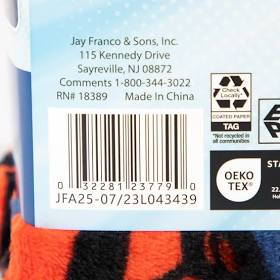 Jay Franco & Sons, Inc.
115 Kennedy Drive
Sayreville, NJ 08872
Comments 1-800-344-3022
RN# 18389 Made In China
Check
Locally*
COATED PAPER
TAG
*Not recycled in
all communities
0 32281 23779 0
JFA25-07/23L043439
OEKO
TEX®
STA
22.